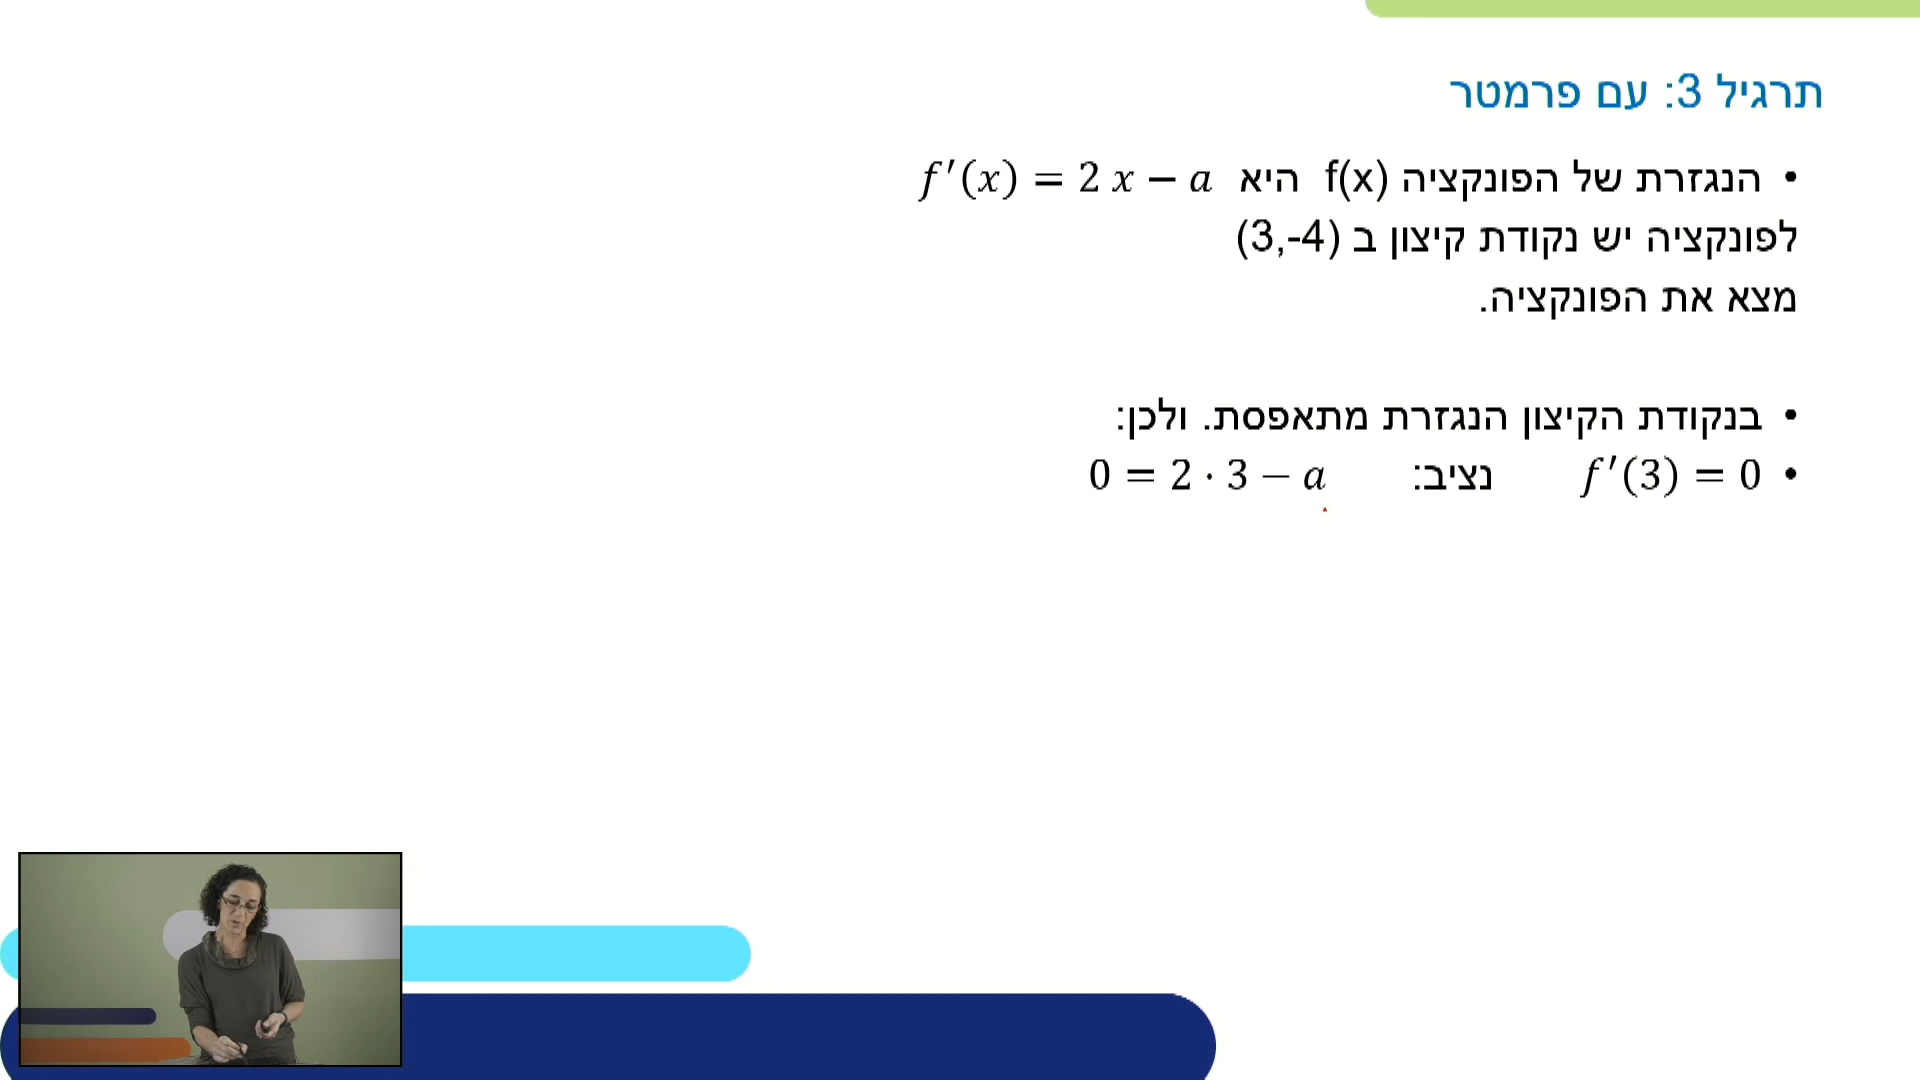 תרגיל 3: עם פרמטר
• הנגזרת של הפונקציה f(x) היא f′(x) = 2 x − a
לפונקציה יש נקודת קיצון ב (3,-4)
מצא את הפונקציה.
• בנקודת הקיצון הנגזרת מתאפסת. ולכן:
• f′(3) = 0 נציב: 0 = 2 · 3 − a